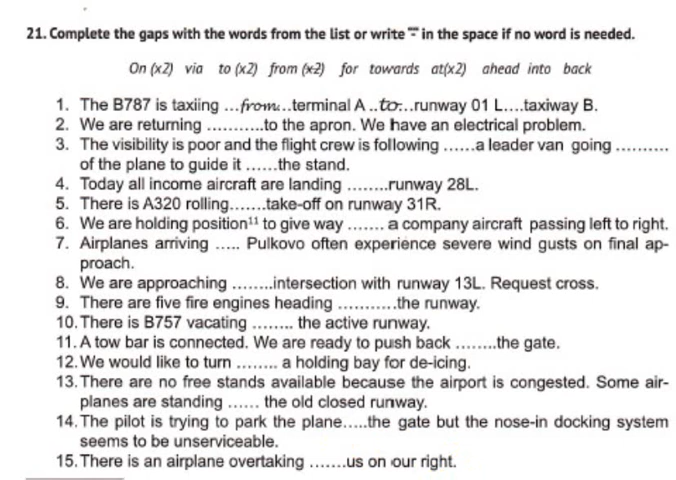 21. Complete the gaps with the words from the list or write "–" in the space if no word is needed.
On (x2) via to (x2) from (x2) for towards at(x2) ahead into back
1. The B787 is taxiing ...from...terminal A ..to...runway 01 L....taxiway B.
2. We are returning ...........to the apron. We have an electrical problem.
3. The visibility is poor and the flight crew is following ......a leader van going ..........
of the plane to guide it ......the stand.
4. Today all income aircraft are landing ........runway 28L.
5. There is A320 rolling.......take-off on runway 31R.
6. We are holding position¹¹ to give way ....... a company aircraft passing left to right.
7. Airplanes arriving ..... Pulkovo often experience severe wind gusts on final ap-
proach.
8. We are approaching ........intersection with runway 13L. Request cross.
9. There are five fire engines heading ...........the runway.
10. There is B757 vacating ........ the active runway.
11. A tow bar is connected. We are ready to push back ........the gate.
12. We would like to turn ........ a holding bay for de-icing.
13. There are no free stands available because the airport is congested. Some air-
planes are standing ...... the old closed runway.
14. The pilot is trying to park the plane.....the gate but the nose-in docking system
seems to be unserviceable.
15. There is an airplane overtaking .......us on our right.